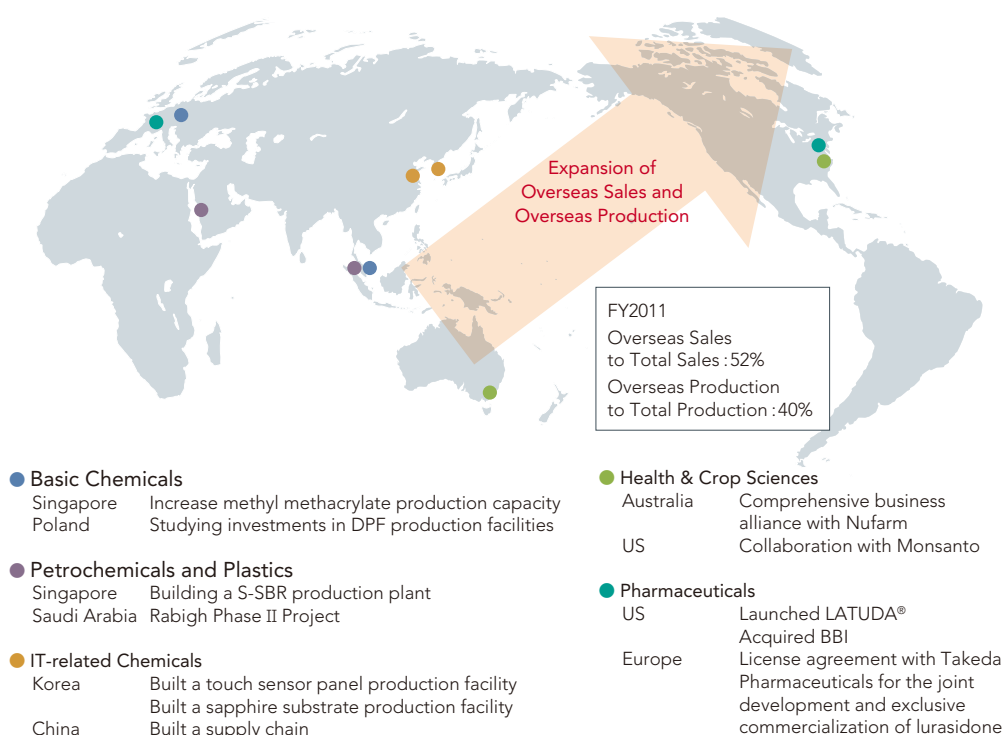 Expansion of
Overseas Sales and
Overseas Production
FY2011
Overseas Sales
to Total Sales : 52%
Overseas Production
to Total Production : 40%
Basic Chemicals
Singapore Increase methyl methacrylate production capacity
Poland Studying investments in DPF production facilities
Petrochemicals and Plastics
Singapore Building a S-SBR production plant
Saudi Arabia Rabigh Phase II Project
IT-related Chemicals
Korea Built a touch sensor panel production facility
Built a sapphire substrate production facility
China Built a supply chain
Health & Crop Sciences
Australia Comprehensive business
alliance with Nufarm
US Collaboration with Monsanto
Pharmaceuticals
US Launched LATUDA®
Acquired BBI
Europe License agreement with Takeda
Pharmaceuticals for the joint
development and exclusive
commercialization of lurasidone